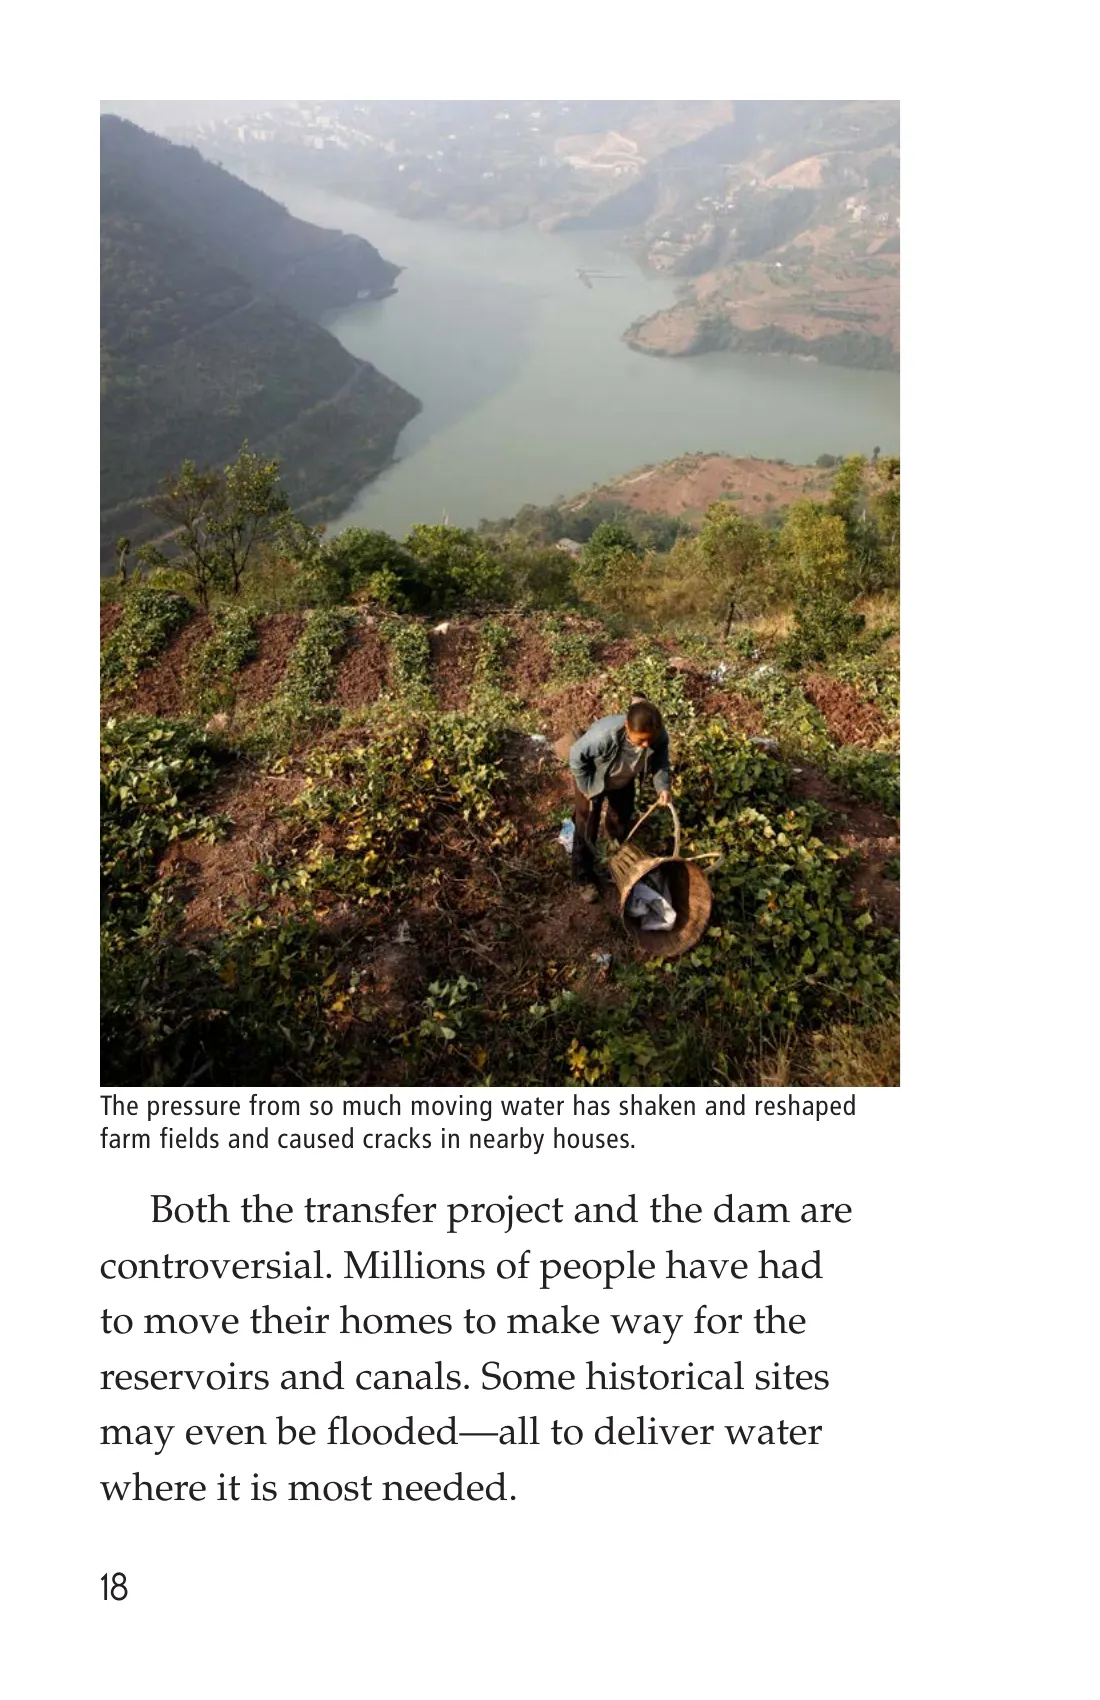 The pressure from so much moving water has shaken and reshaped
farm fields and caused cracks in nearby houses.
Both the transfer project and the dam are
controversial. Millions of people have had
to move their homes to make way for the
reservoirs and canals. Some historical sites
may even be flooded—all to deliver water
where it is most needed.
18